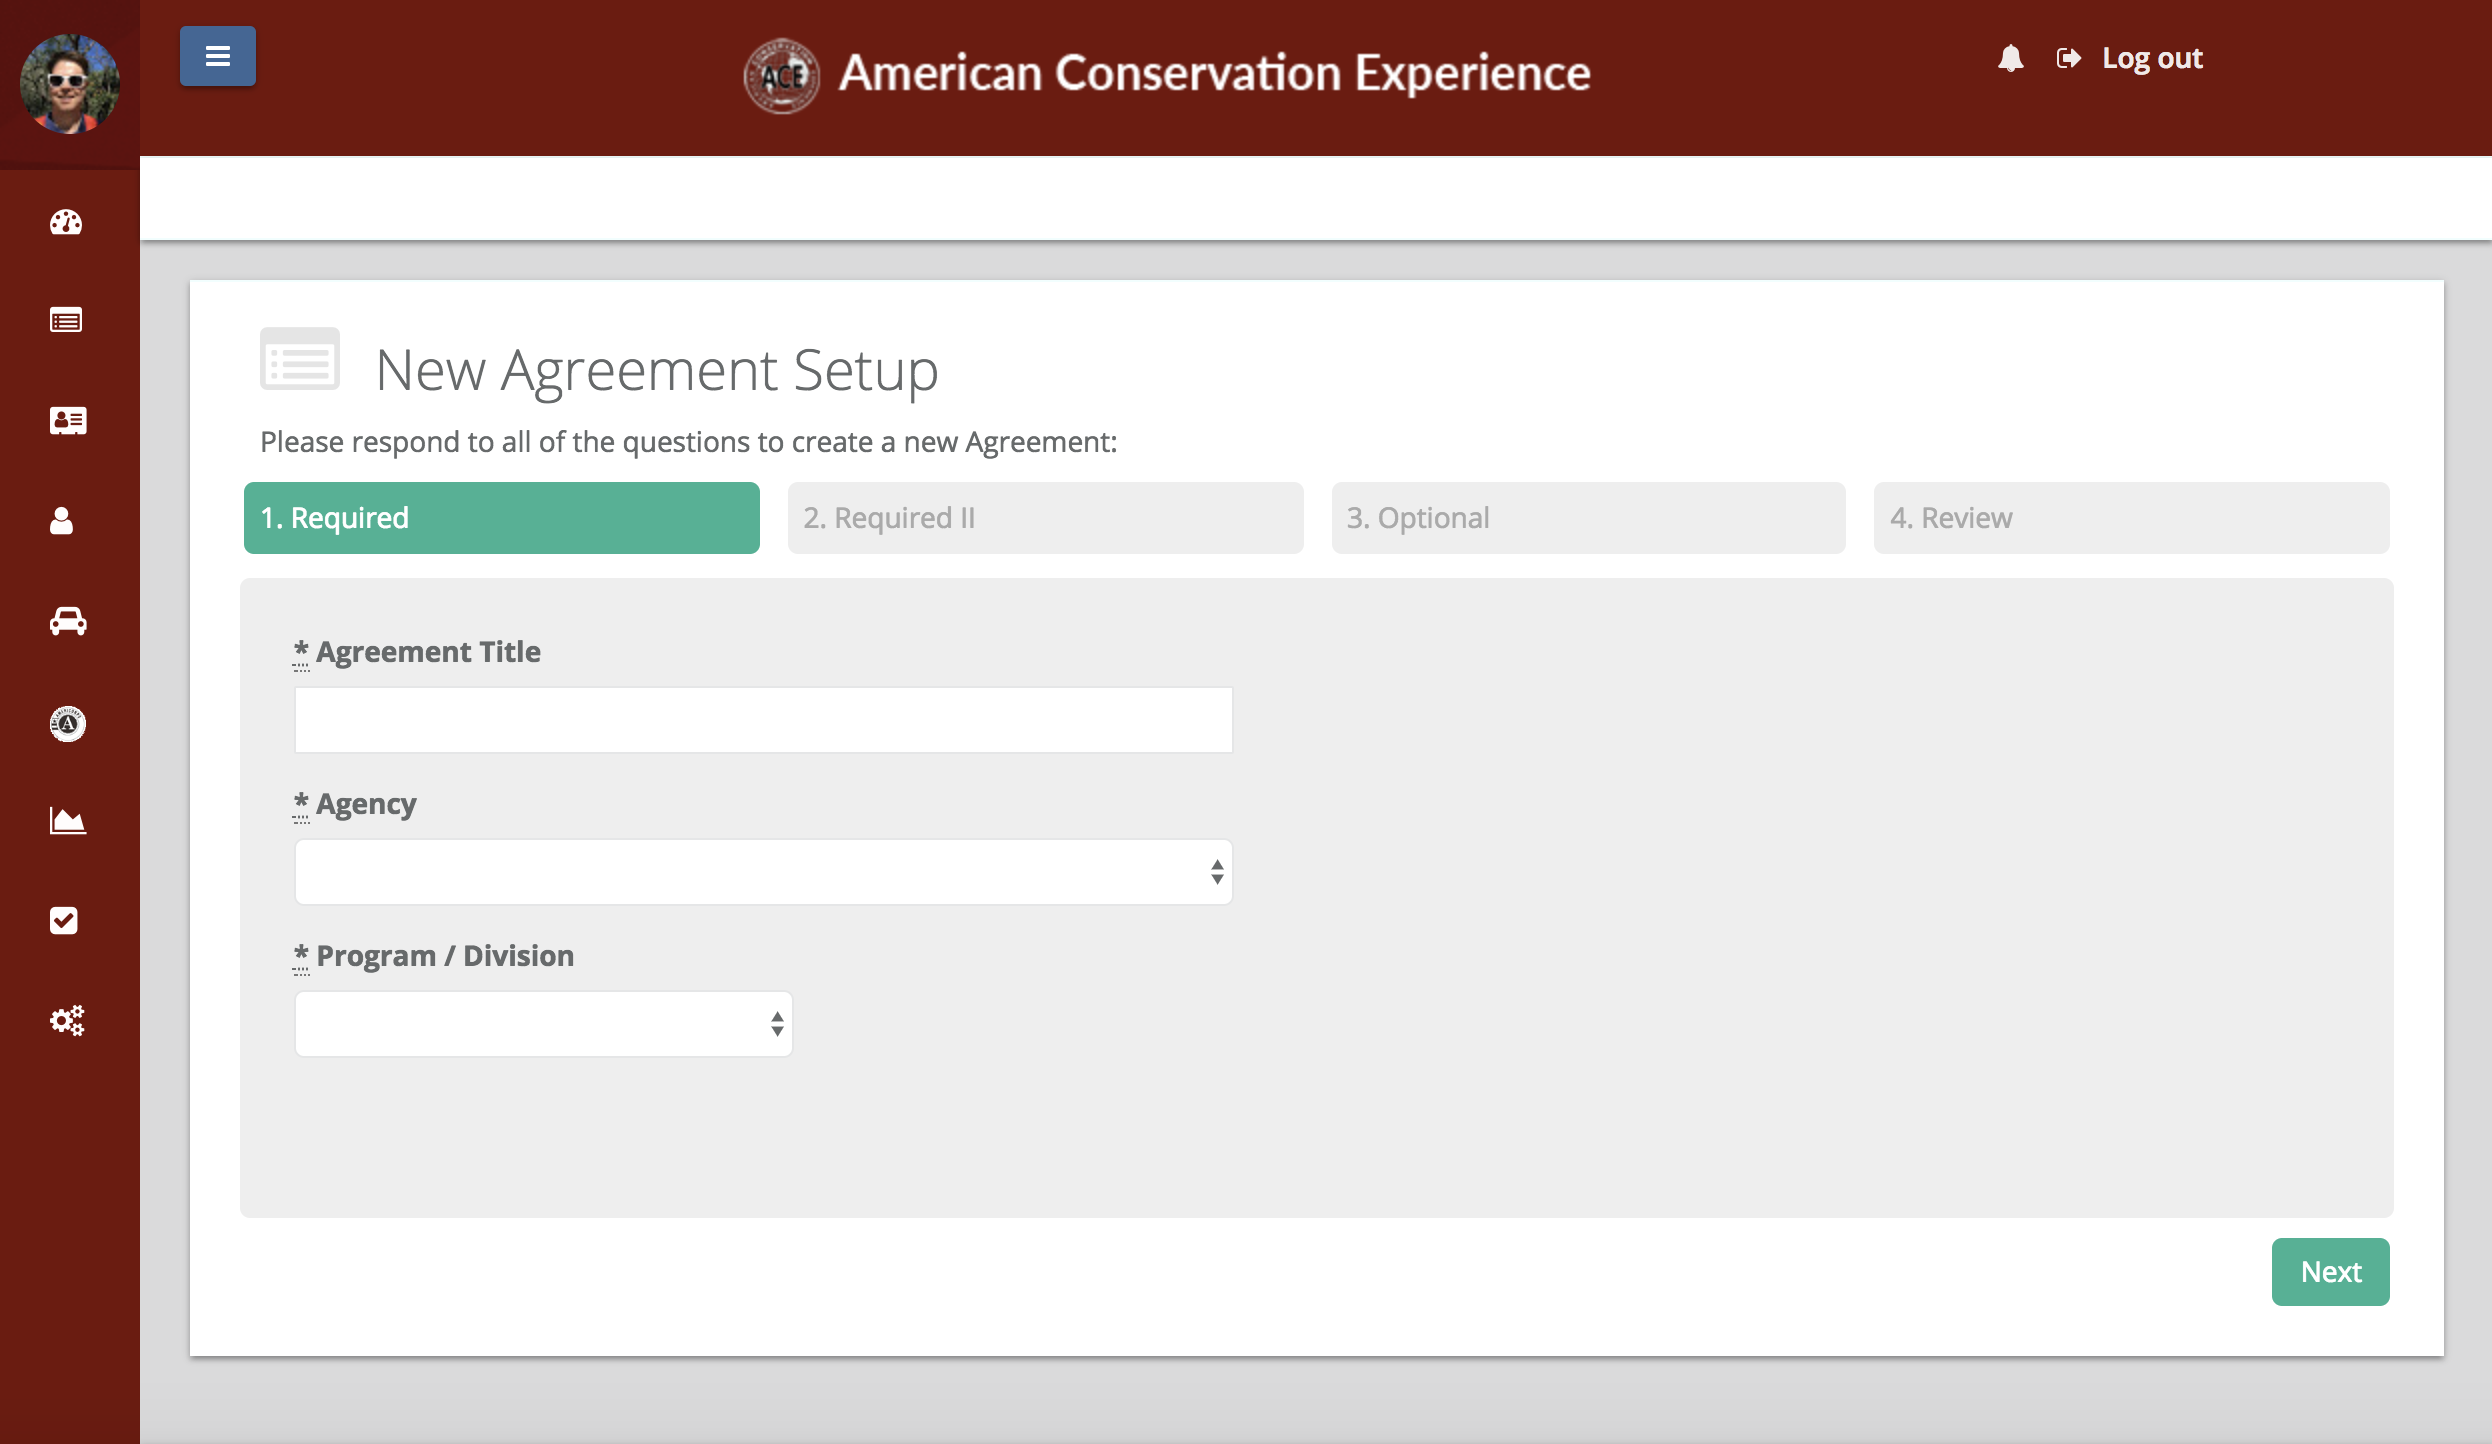 ACE American Conservation Experience
Log out
New Agreement Setup
Please respond to all of the questions to create a new Agreement:
1. Required
2. Required II
3. Optional
4. Review
* Agreement Title
* Agency
* Program / Division
Next